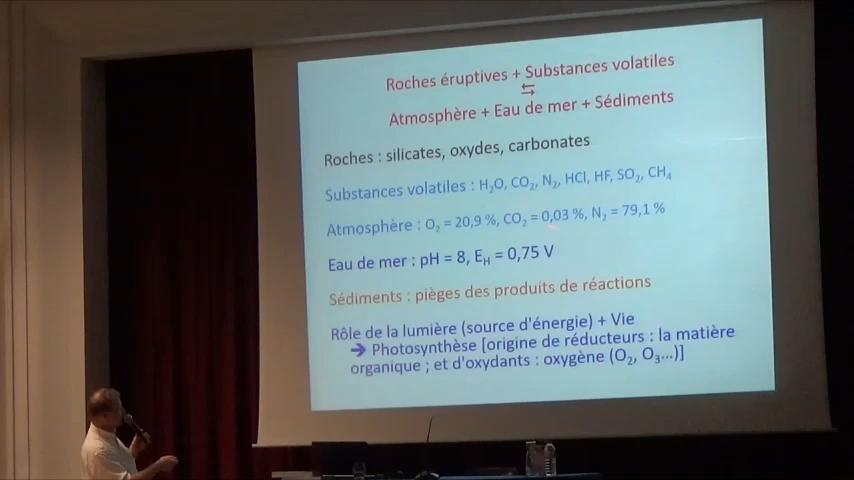 Roches éruptives + Substances volatiles
⇆
Atmosphère + Eau de mer + Sédiments
Roches : silicates, oxydes, carbonates
Substances volatiles : H₂O, CO₂, N₂, HCl, HF, SO₂, CH₄
Atmosphère : O₂ = 20,9 %, CO₂ = 0,03 %, N₂ = 79,1 %
Eau de mer : pH = 8, E_H = 0,75 V
Sédiments : pièges des produits de réactions
Rôle de la lumière (source d'énergie) + Vie
➔ Photosynthèse [origine de réducteurs : la matière
organique ; et d'oxydants : oxygène (O₂, O₃...)]